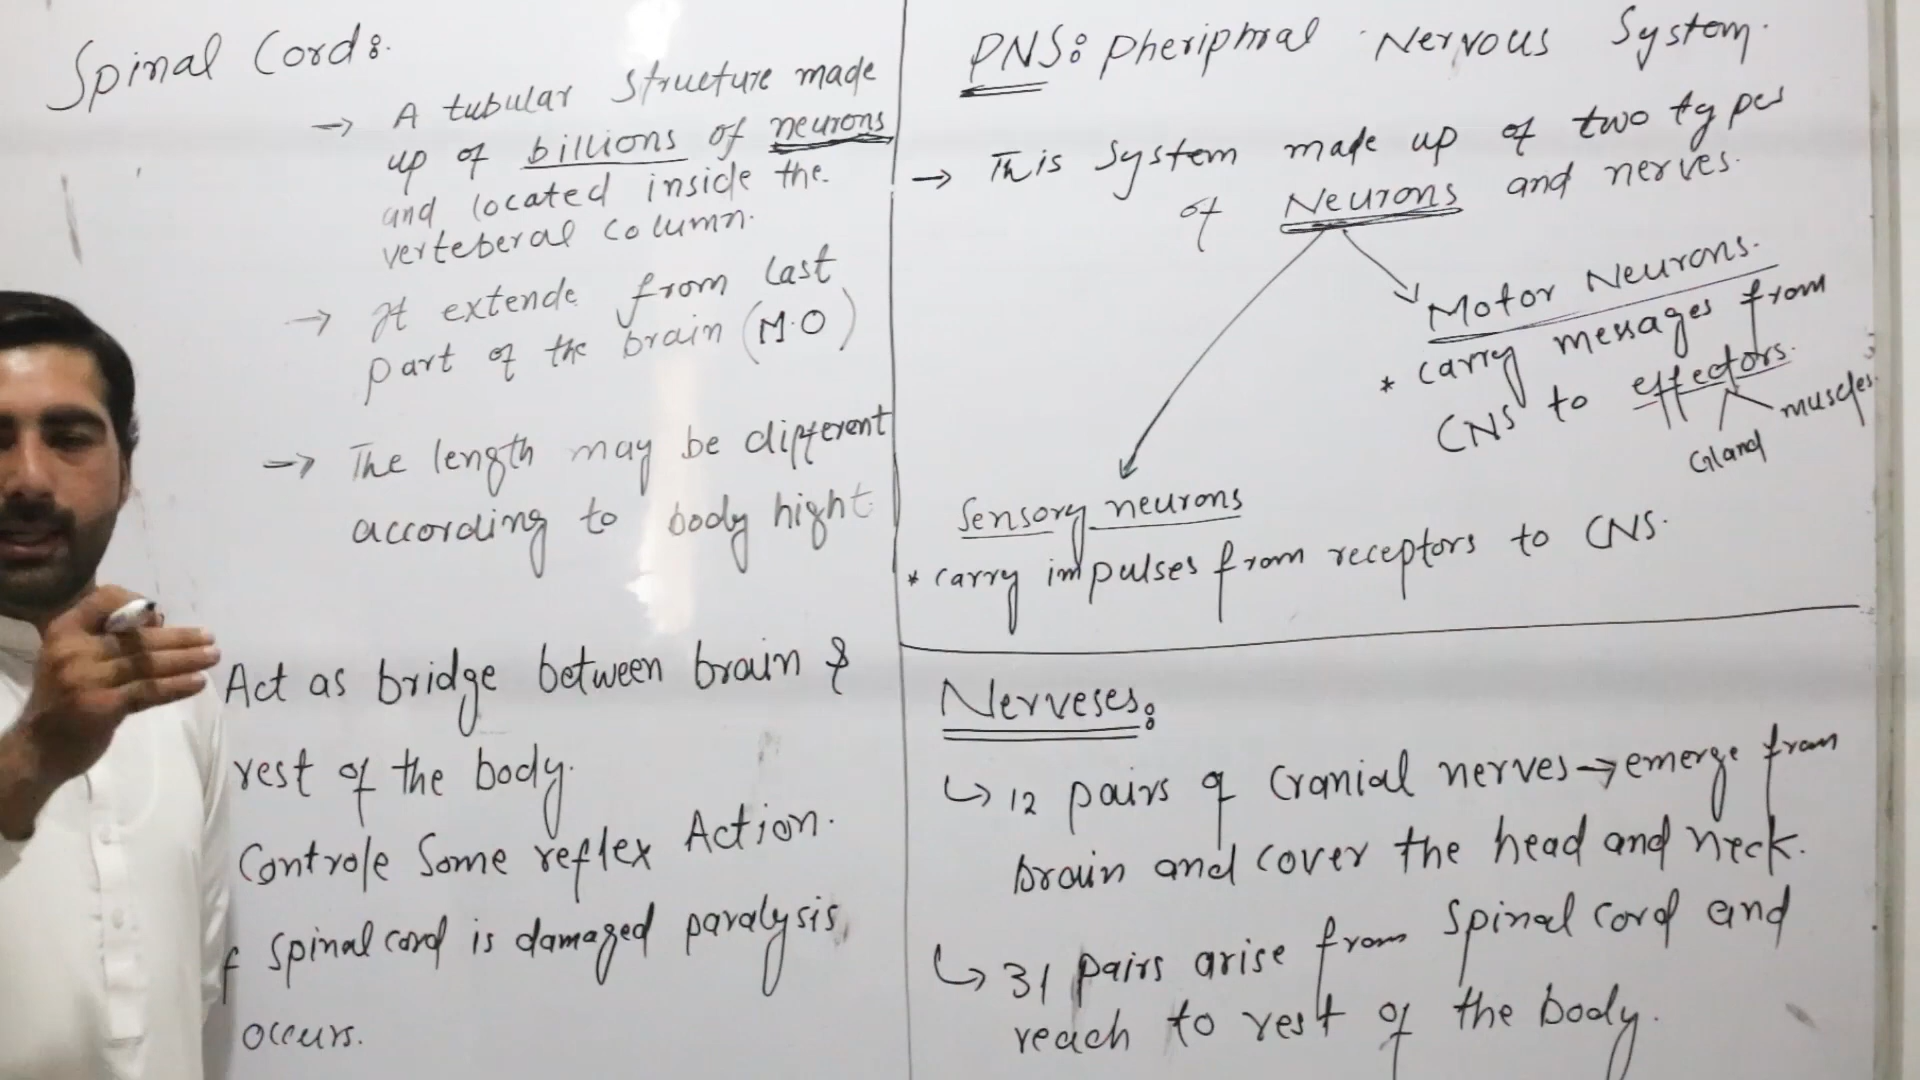 Spinal Cord:
→ A tubular Structure made
up of billions of neurons
and located inside the
verteberal column.
→ It extende from Last
part of the brain (M.O)
→ The length may be different
according to body hight
Act as bridge between brain &
rest of the body.
Controle Some reflex Action.
f spinal cord is damaged paralysis
occurs.
PNS: Pheriphral Nervous System.
→ This System made up of two types
of Neurons and nerves.
Motor Neurons.
* carry messages from
CNS to effectors.
muscles
Gland
Sensory neurons
* carry impulses from receptors to CNS.
Nerveses:
↳ 12 pairs of Cranial nerves → emerge from
brain and cover the head and neck.
↳ 31 pairs arise from Spinal cord and
reach to rest of the body.